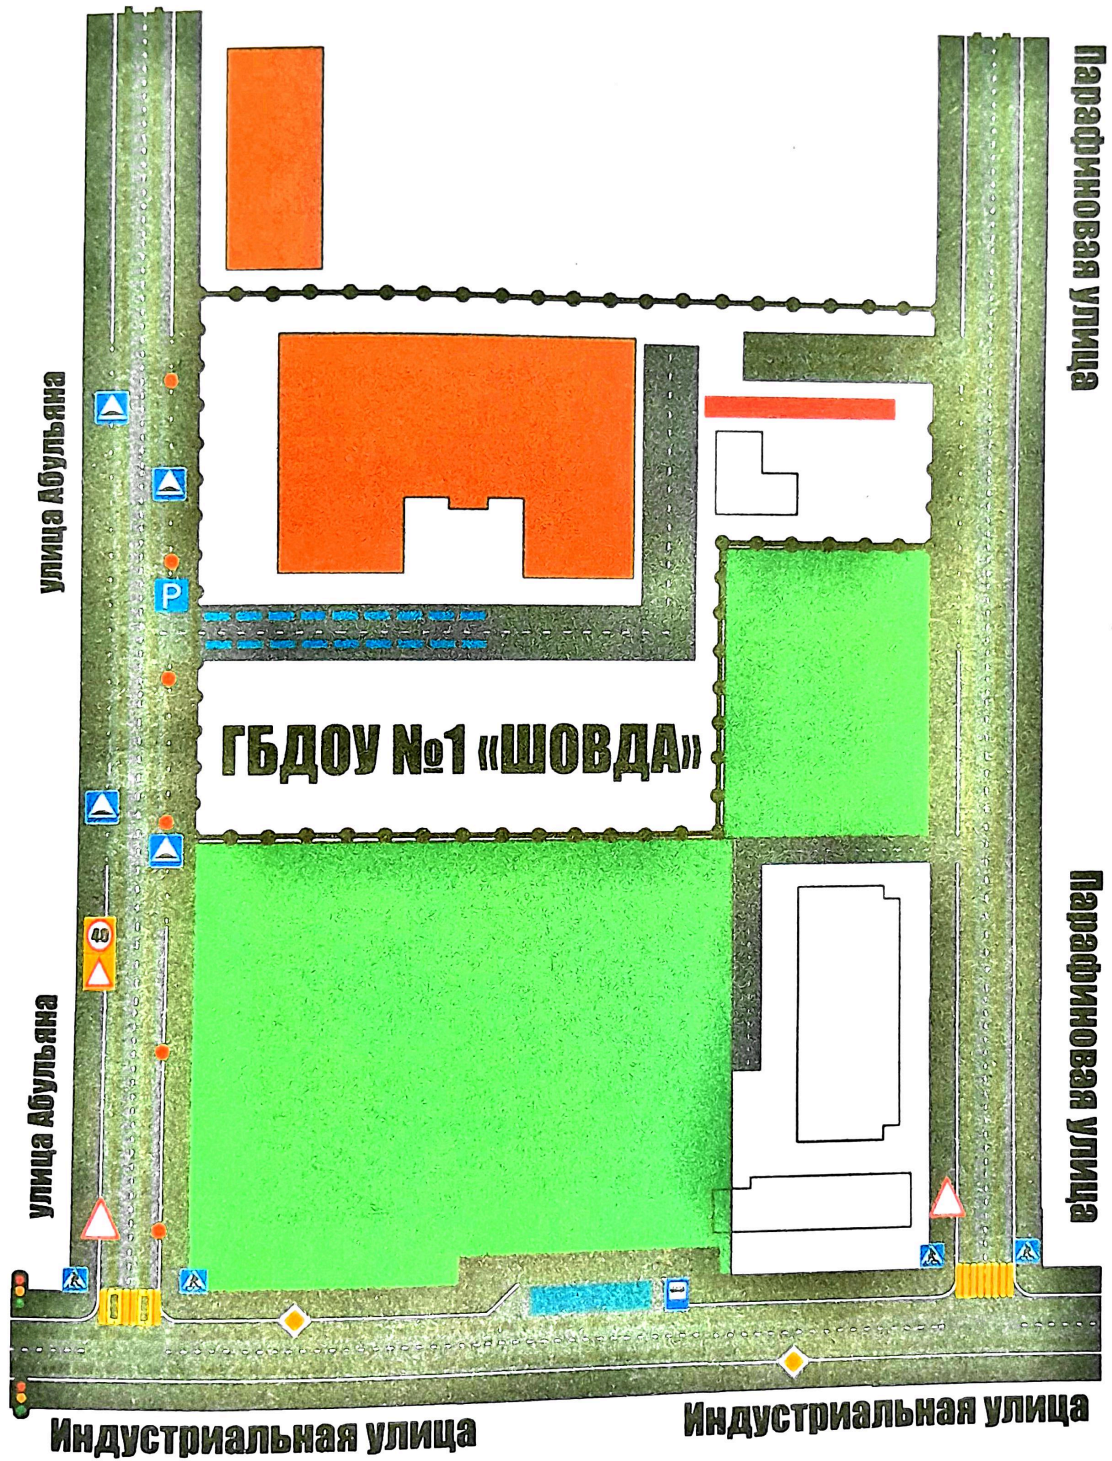 Парафиновая улица
улица Абульяна
P
ГБДОУ №1 «ШОВДА»
40
Парафиновая улица
улица Абульяна
Индустриальная улица
Индустриальная улица